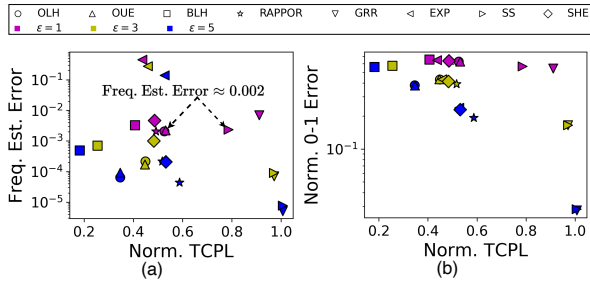 OLH OUE BLH RAPPOR GRR EXP SS SHE
ε = 1 ε = 3 ε = 5
Freq. Est. Error
10⁻¹
10⁻²
10⁻³
10⁻⁴
10⁻⁵
Freq. Est. Error ≈ 0.002
0.2 0.4 0.6 0.8 1.0
Norm. TCPL
(a)
Norm. 0-1 Error
10⁻¹
0.2 0.4 0.6 0.8 1.0
Norm. TCPL
(b)